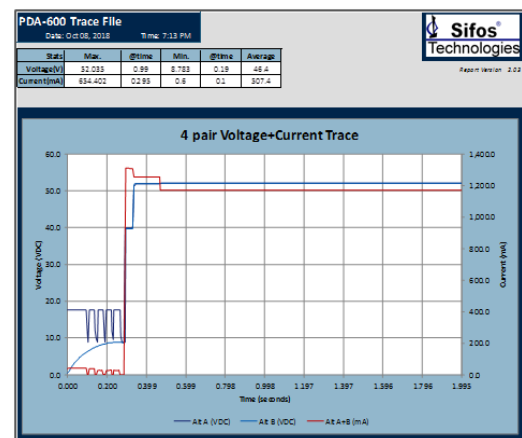 PDA-600 Trace File
Date: Oct 08, 2018 Time: 7:13 PM
Sifos®
Technologies
Report Version 2.02
Stats Max. @time Min. @time Average
Voltage(V) 52.035 0.99 8.783 0.19 46.4
Current(mA) 654.402 0.295 0.6 0.1 307.4
4 pair Voltage+Current Trace
60.0 1,400.0
50.0 1,200.0
1,000.0
40.0
800.0
30.0
600.0
20.0
400.0
10.0
200.0
0.0 0.0
Voltage (VDC)
Current (mA)
0.000 0.200 0.399 0.599 0.798 0.998 1.197 1.397 1.596 1.796 1.995
Time (seconds)
Alt A (VDC) Alt B (VDC) Alt A+B (mA)